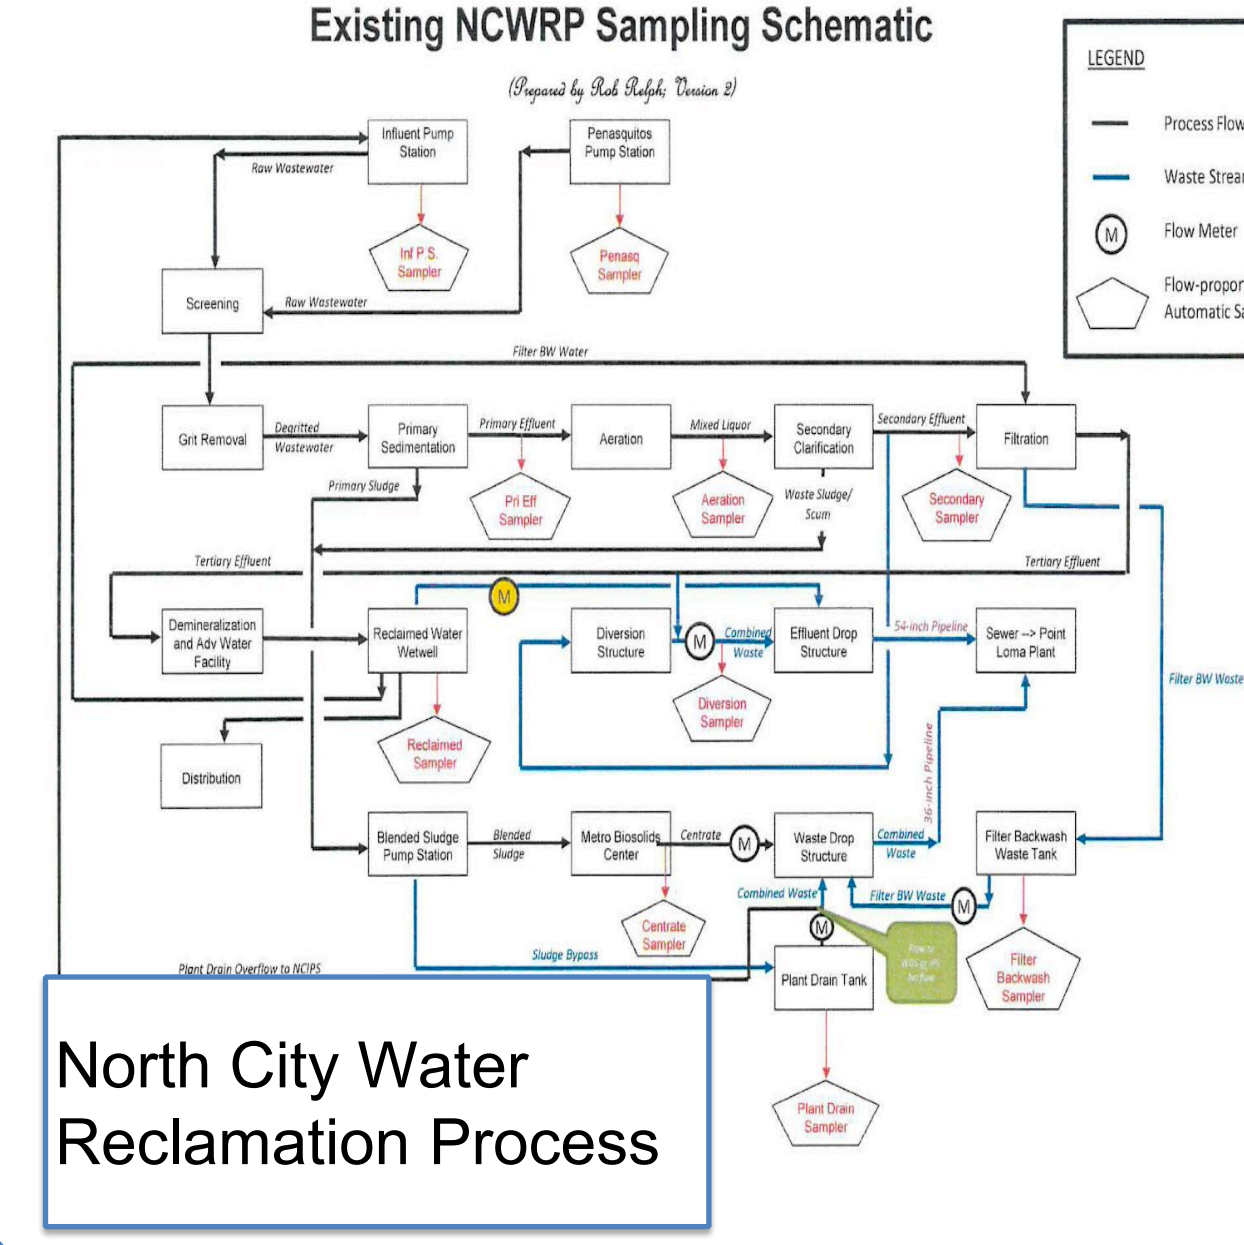 Existing NCWRP Sampling Schematic
(Prepared by Rob Relph; Version 2)
LEGEND
Process Flow
Waste Strea
M
Flow Meter
Flow-propor
Automatic Sa
Influent Pump
Station
Penasquitos
Pump Station
Raw Wastewater
Inf P.S.
Sampler
Penasq
Sampler
Screening
Raw Wastewater
Filter BW Water
Grit Removal
Degritted
Wastewater
Primary
Sedimentation
Primary Effluent
Aeration
Mixed Liquor
Secondary
Clarification
Secondary Effluent
Filtration
Primary Sludge
Pri Eff
Sampler
Aeration
Sampler
Waste Sludge/
Scum
Secondary
Sampler
Tertiary Effluent
Tertiary Effluent
M
Demineralization
and Adv Water
Facility
Reclaimed Water
Wetwell
Diversion
Structure
M
Combined
Waste
Effluent Drop
Structure
54-inch Pipeline
Sewer --> Point
Loma Plant
Filter BW Waste
Diversion
Sampler
Reclaimed
Sampler
Distribution
36-inch Pipeline
Blended Sludge
Pump Station
Blended
Sludge
Metro Biosolids
Center
Centrate
M
Waste Drop
Structure
Combined
Waste
Filter Backwash
Waste Tank
Combined Waste
Filter BW Waste
M
Centrate
Sampler
M
Sludge Bypass
Plant Drain Overflow to NCIPS
Plant Drain Tank
Filter
Backwash
Sampler
Plant Drain
Sampler
North City Water
Reclamation Process